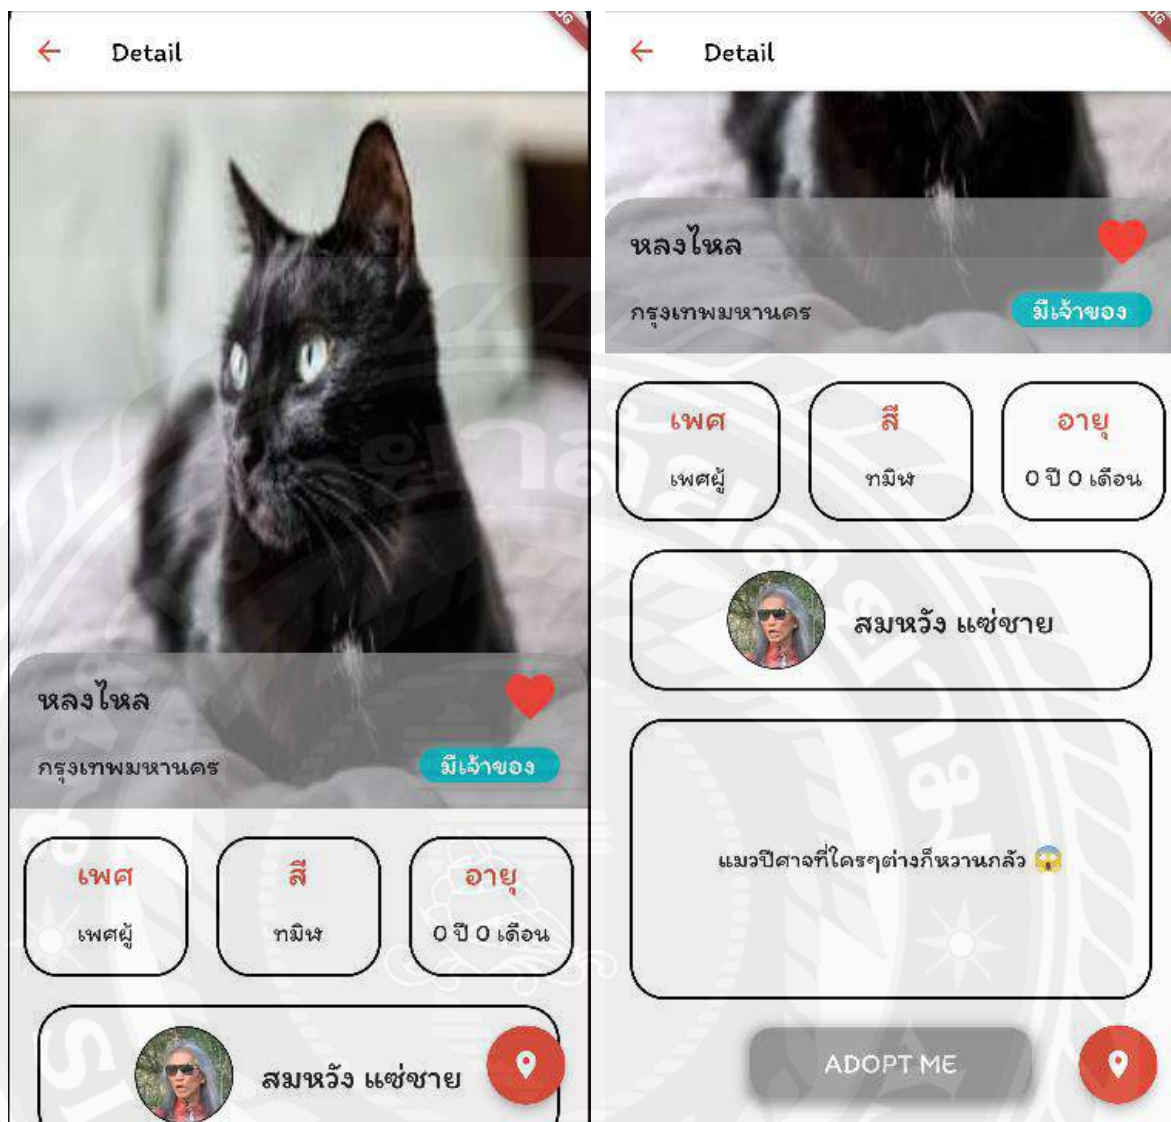 Detail
หลงไหล
กรุงเทพมหานคร
มีเจ้าของ
เพศ
เพศผู้
สี
ทมิฬ
อายุ
0 ปี 0 เดือน
สมหวัง แซ่ซาย
Detail
หลงไหล
กรุงเทพมหานคร
มีเจ้าของ
เพศ
เพศผู้
สี
ทมิฬ
อายุ
0 ปี 0 เดือน
สมหวัง แซ่ซาย
แมวปีศาจที่ใครๆต่างก็หวานกลัว 😱
ADOPT ME